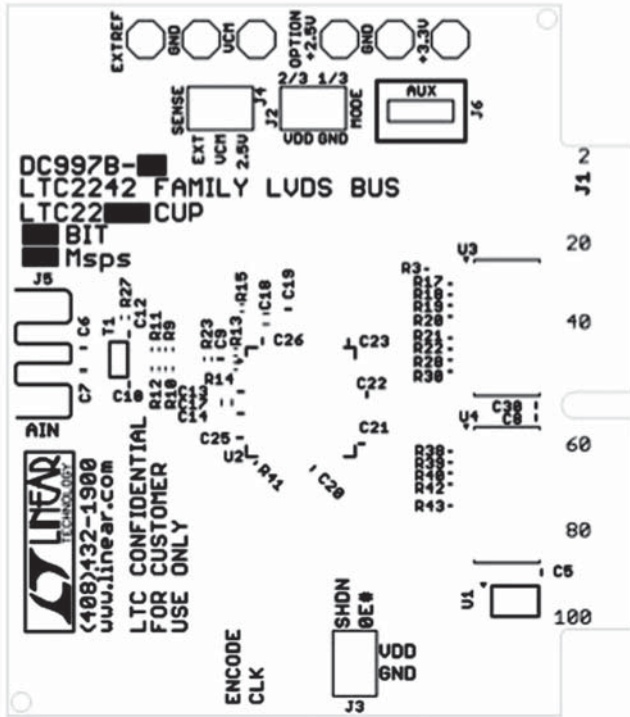 EXTREF
GND
VCM
OPTION
+2.5V
GND
+3.3V
SENSE
J4
EXT
VCM
2.5V
2/3 1/3
J2
MODE
VDD GND
AUX
J6
DC997B-
LTC2242 FAMILY LVDS BUS
LTC22 CUP
BIT
Msps
2
J1
20
40
60
80
100
J5
C6
C7
AIN
T1
R27
C12
R11
R9
C10
R12
R10
R23
C9
R13
R14
R15
C18
C19
C26
C23
C22
C21
C25
U2
R41
C20
U3
R3
R17
R18
R19
R20
R21
R22
R28
R30
C30
C8
U4
R38
R39
R40
R42
R43
C5
U1
LINEAR
TECHNOLOGY
(408)432-1900
www.linear.com
LTC CONFIDENTIAL
FOR CUSTOMER
USE ONLY
ENCODE
CLK
SHDN
OE#
VDD
GND
J3